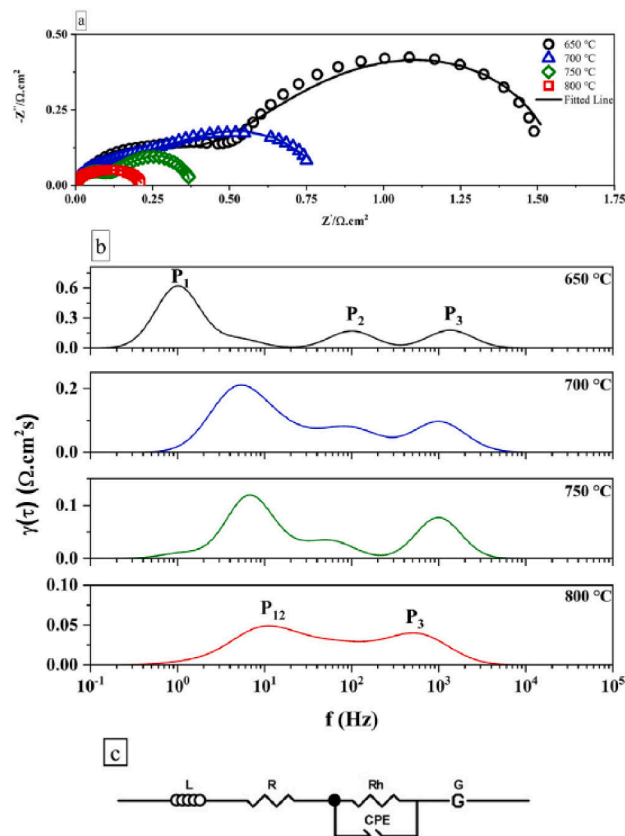 a
0.50
0.25
0.00
-Z''/Ω.cm²
650 °C
700 °C
750 °C
800 °C
Fitted Line
0.00 0.25 0.50 0.75 1.00 1.25 1.50 1.75
Z'/Ω.cm²
b
P₁ P₂ P₃
650 °C
0.6
0.3
0.0
700 °C
0.2
0.0
750 °C
0.1
0.0
800 °C
P₁₂ P₃
0.10
0.05
0.00
γ(τ) (Ω.cm²s)
10⁻¹ 10⁰ 10¹ 10² 10³ 10⁴ 10⁵
f (Hz)
c
L R Rh G
G
CPE